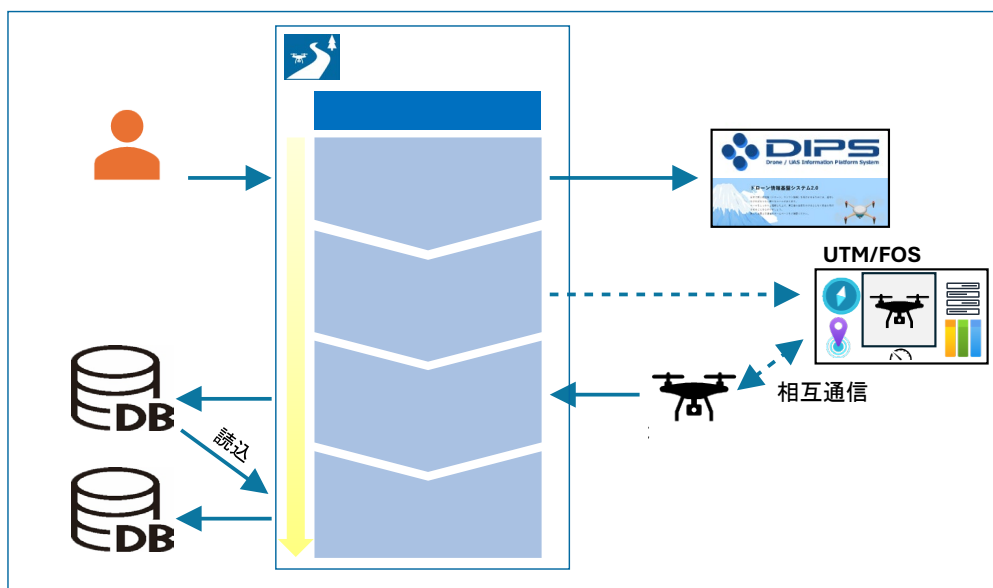 DIPS
Drone / UAS Information Platform System
ドローン情報基盤システム2.0
UTM/FOS
相互通信
DB
読込
DB